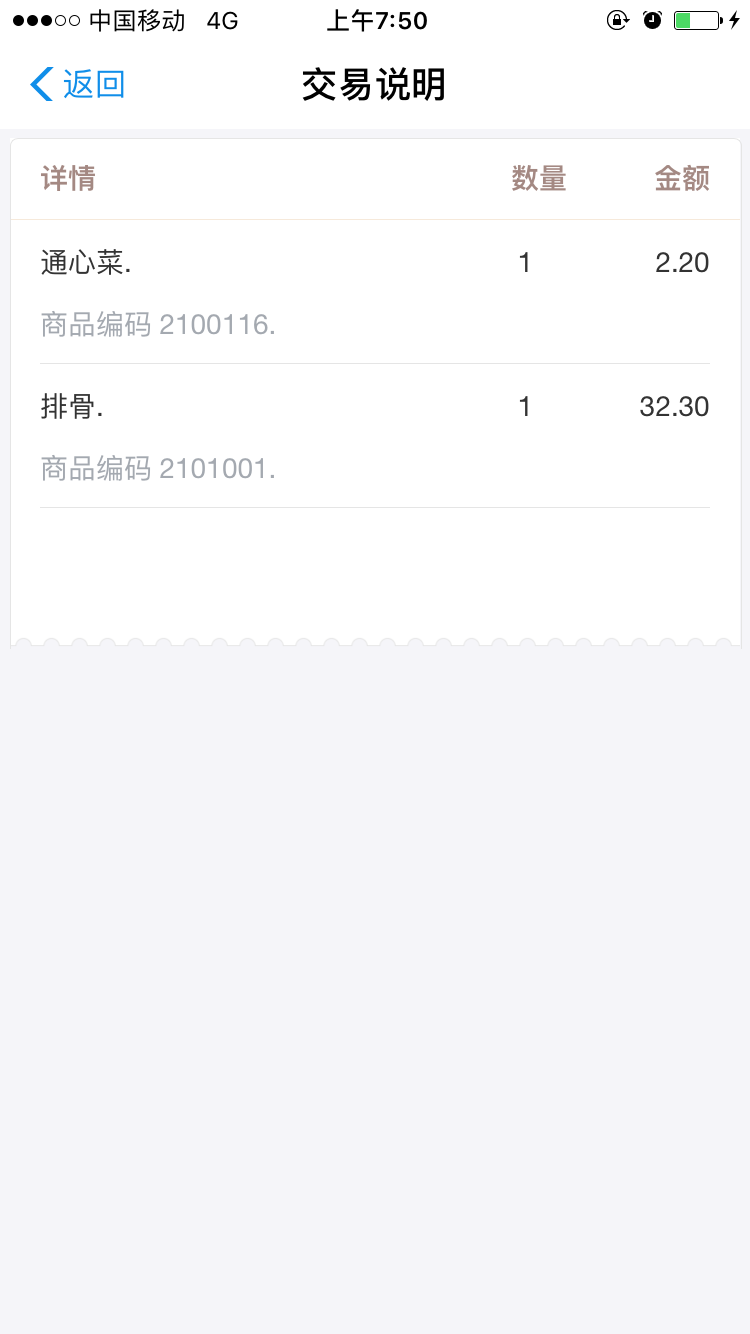 中国移动 4G 上午7:50
返回 交易说明
详情 数量 金额
通心菜. 1 2.20
商品编码 2100116.
排骨. 1 32.30
商品编码 2101001.